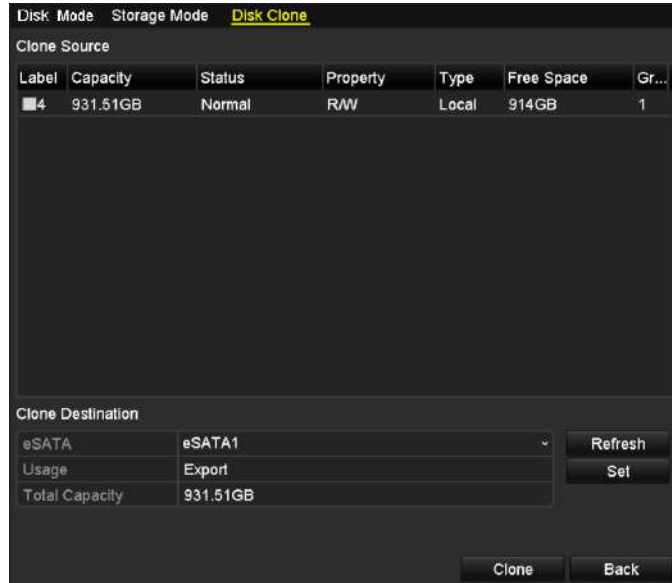 Disk Mode Storage Mode Disk Clone
Clone Source
Label Capacity Status Property Type Free Space Gr...
4 931.51GB Normal R/W Local 914GB 1
Clone Destination
eSATA eSATA1 Refresh
Usage Export Set
Total Capacity 931.51GB
Clone Back